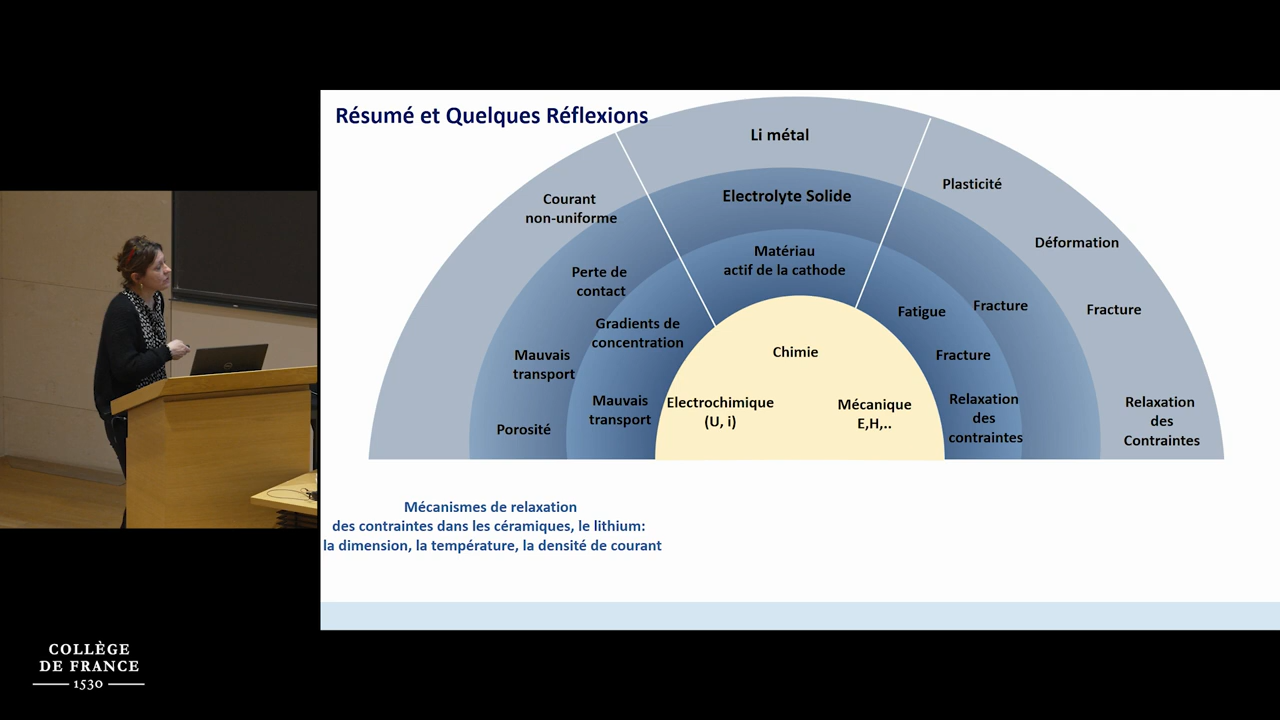 Résumé et Quelques Réflexions
Li métal
Electrolyte Solide
Matériau
actif de la cathode
Courant
non-uniforme
Perte de
contact
Gradients de
concentration
Mauvais
transport
Mauvais
transport
Porosité
Plasticité
Déformation
Fracture
Fatigue
Fracture
Fracture
Relaxation
des
contraintes
Relaxation
des
Contraintes
Chimie
Electrochimique
(U, i)
Mécanique
E,H,..
Mécanismes de relaxation
des contraintes dans les céramiques, le lithium:
la dimension, la température, la densité de courant
COLLÈGE
DE FRANCE
1530